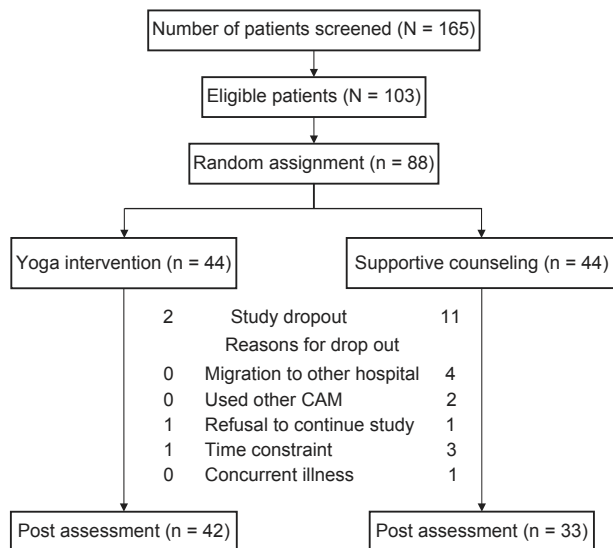 Number of patients screened (N = 165)
Eligible patients (N = 103)
Random assignment (n = 88)
Yoga intervention (n = 44)
Supportive counseling (n = 44)
2 Study dropout 11
Reasons for drop out
0 Migration to other hospital 4
0 Used other CAM 2
1 Refusal to continue study 1
1 Time constraint 3
0 Concurrent illness 1
Post assessment (n = 42)
Post assessment (n = 33)